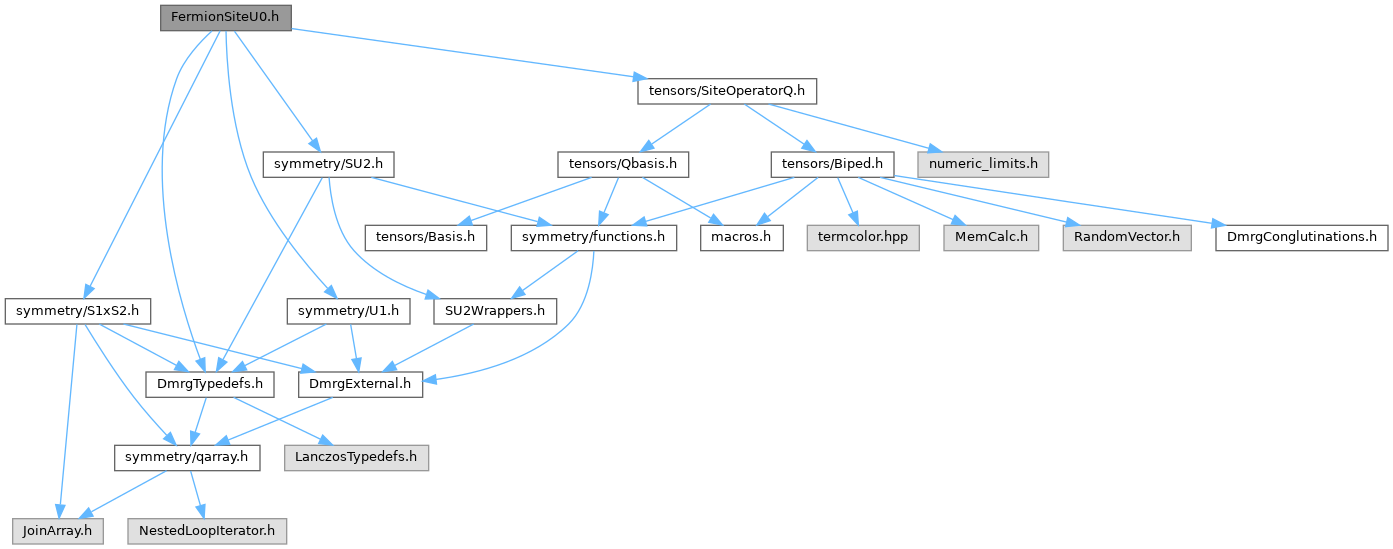 FermionSiteU0.h
tensors/SiteOperatorQ.h
symmetry/SU2.h
tensors/Qbasis.h
tensors/Biped.h
numeric_limits.h
tensors/Basis.h
symmetry/functions.h
macros.h
termcolor.hpp
MemCalc.h
RandomVector.h
DmrgConglutinations.h
symmetry/S1xS2.h
symmetry/U1.h
SU2Wrappers.h
DmrgTypedefs.h
DmrgExternal.h
symmetry/qarray.h
LanczosTypedefs.h
JoinArray.h
NestedLoopIterator.h